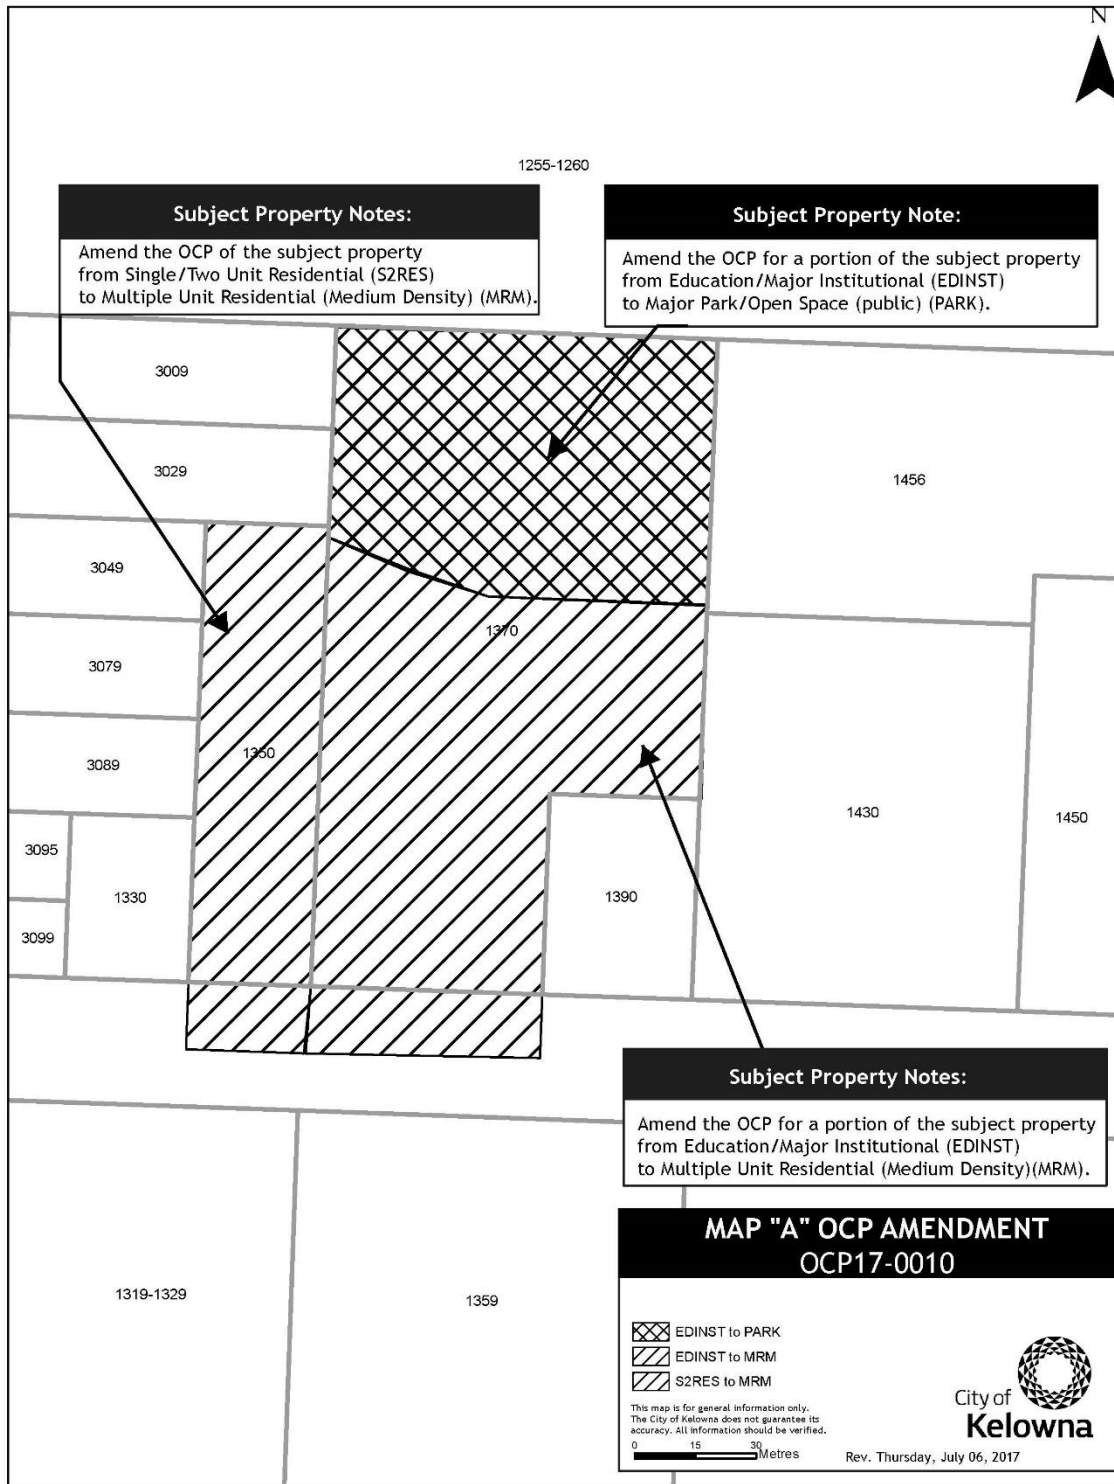 N
1255-1260
Subject Property Notes:
Amend the OCP of the subject property
from Single/Two Unit Residential (S2RES)
to Multiple Unit Residential (Medium Density) (MRM).
Subject Property Note:
Amend the OCP for a portion of the subject property
from Education/Major Institutional (EDINST)
to Major Park/Open Space (public) (PARK).
3009
3029
1456
3049
1370
3079
1350
3089
1430
1450
3095
1330
1390
3099
Subject Property Notes:
Amend the OCP for a portion of the subject property
from Education/Major Institutional (EDINST)
to Multiple Unit Residential (Medium Density)(MRM).
1319-1329
1359
MAP "A" OCP AMENDMENT
OCP17-0010
EDINST to PARK
EDINST to MRM
S2RES to MRM
This map is for general information only.
The City of Kelowna does not guarantee its
accuracy. All information should be verified.
0 15 30
Metres
City of
Kelowna
Rev. Thursday, July 06, 2017